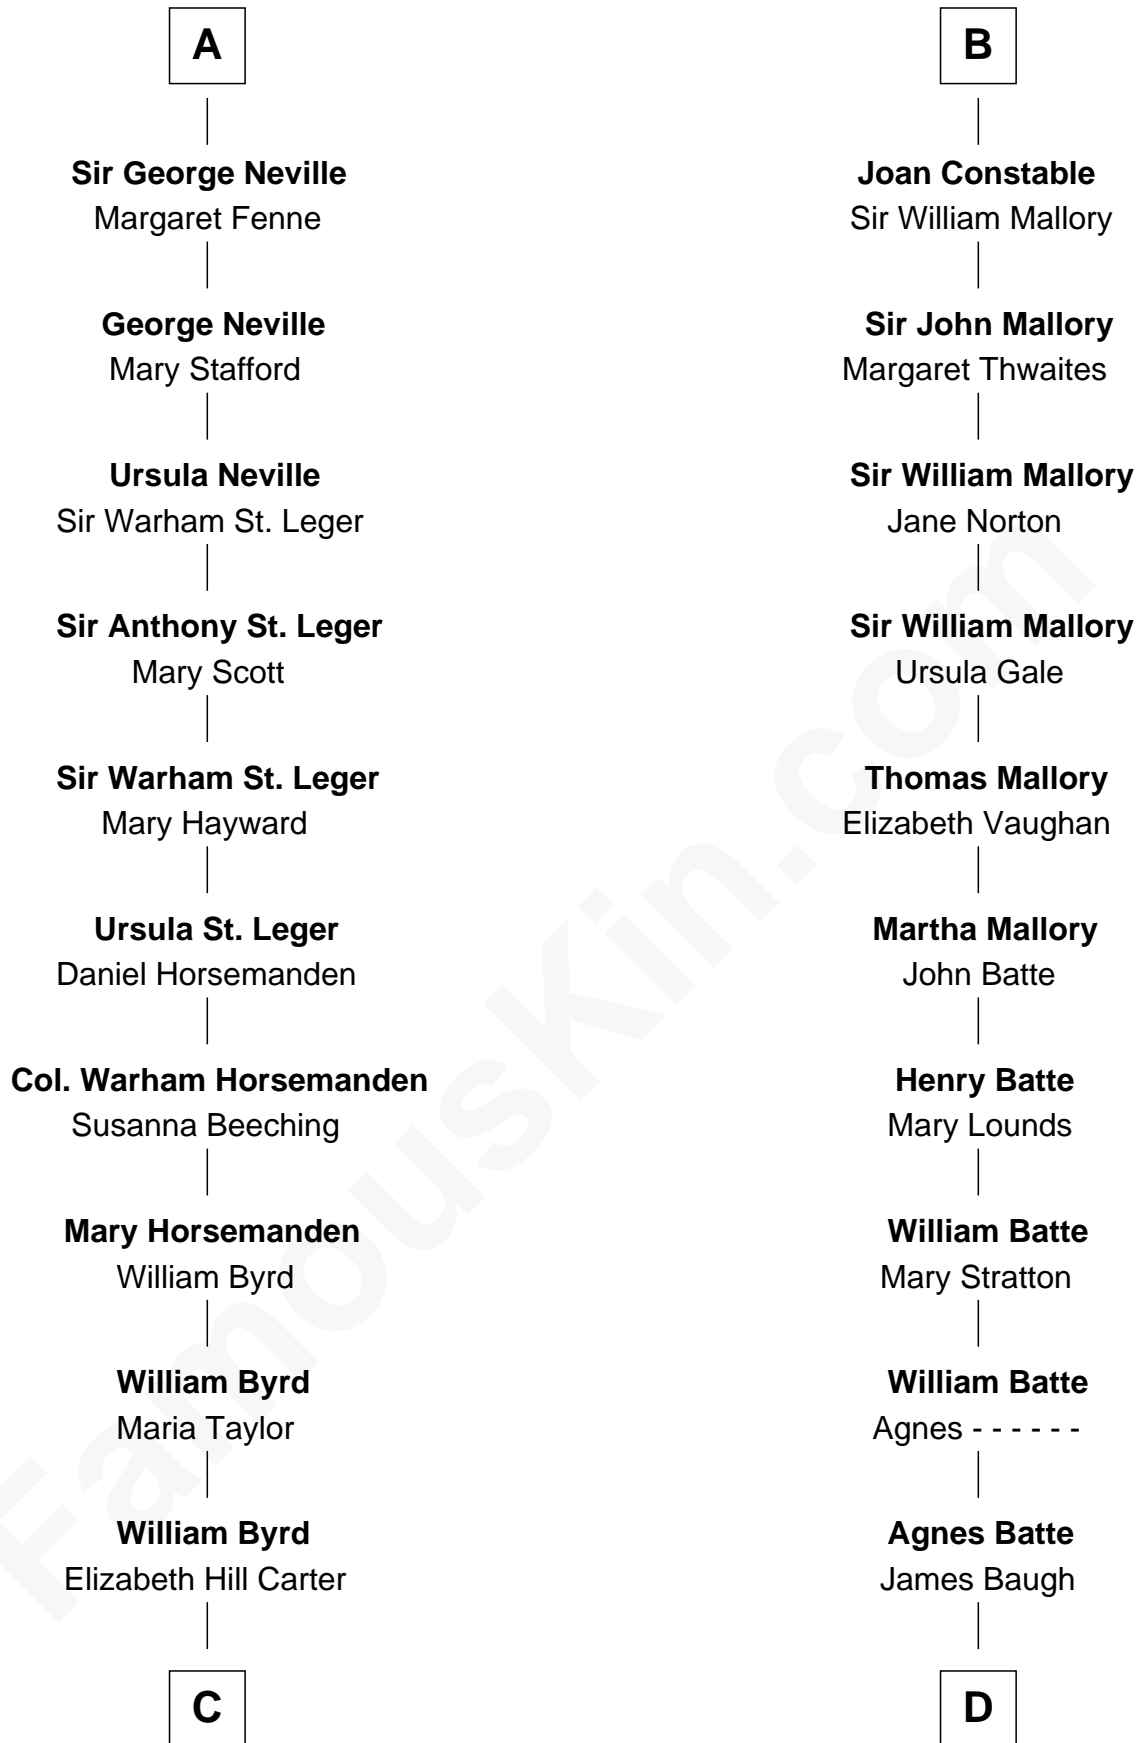 A
Sir George Neville
Margaret Fenne
George Neville
Mary Stafford
Ursula Neville
Sir Warham St. Leger
Sir Anthony St. Leger
Mary Scott
Sir Warham St. Leger
Mary Hayward
Ursula St. Leger
Daniel Horsemanden
Col. Warham Horsemanden
Susanna Beeching
Mary Horsemanden
William Byrd
William Byrd
Maria Taylor
William Byrd
Elizabeth Hill Carter
C
B
Joan Constable
Sir William Mallory
Sir John Mallory
Margaret Thwaites
Sir William Mallory
Jane Norton
Sir William Mallory
Ursula Gale
Thomas Mallory
Elizabeth Vaughan
Martha Mallory
John Batte
Henry Batte
Mary Lounds
William Batte
Mary Stratton
William Batte
Agnes - - - - - -
Agnes Batte
James Baugh
D
FamousKin.com